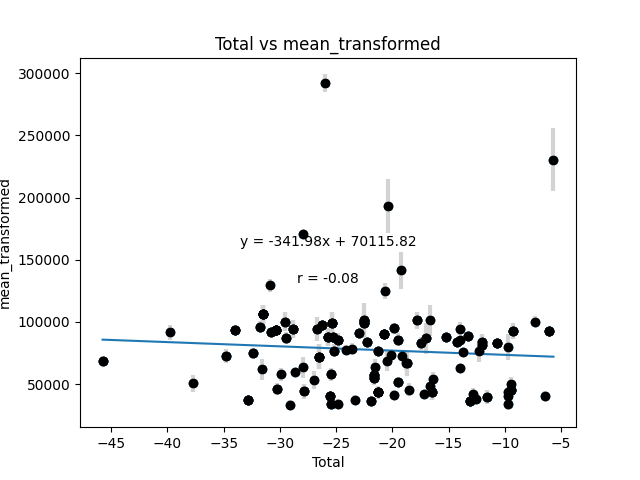 Total vs mean_transformed
300000
250000
200000
150000
100000
50000
mean_transformed
y = -341.98x + 70115.82
r = -0.08
−45 −40 −35 −30 −25 −20 −15 −10 −5
Total